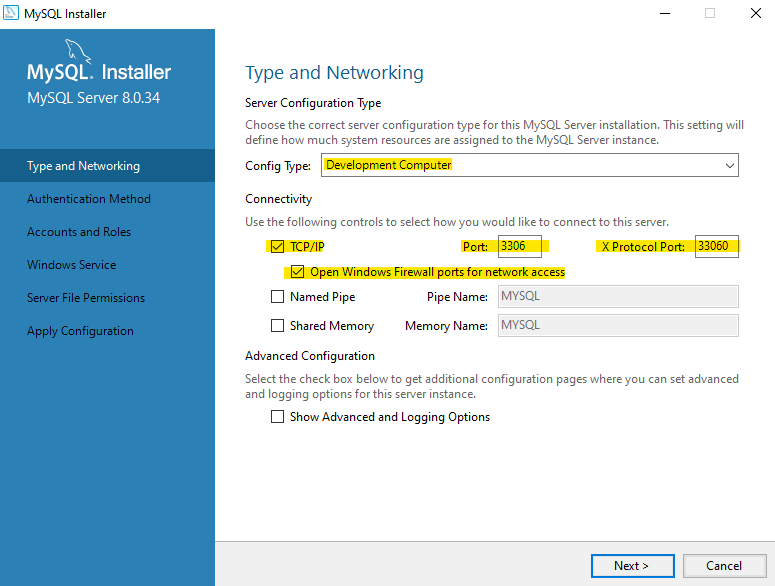 MySQL Installer
MySQL. Installer
MySQL Server 8.0.34
Type and Networking
Authentication Method
Accounts and Roles
Windows Service
Server File Permissions
Apply Configuration
Type and Networking
Server Configuration Type
Choose the correct server configuration type for this MySQL Server installation. This setting will
define how much system resources are assigned to the MySQL Server instance.
Config Type: Development Computer
Connectivity
Use the following controls to select how you would like to connect to this server.
TCP/IP Port: 3306 X Protocol Port: 33060
Open Windows Firewall ports for network access
Named Pipe Pipe Name: MYSQL
Shared Memory Memory Name: MYSQL
Advanced Configuration
Select the check box below to get additional configuration pages where you can set advanced
and logging options for this server instance.
Show Advanced and Logging Options
Next > Cancel